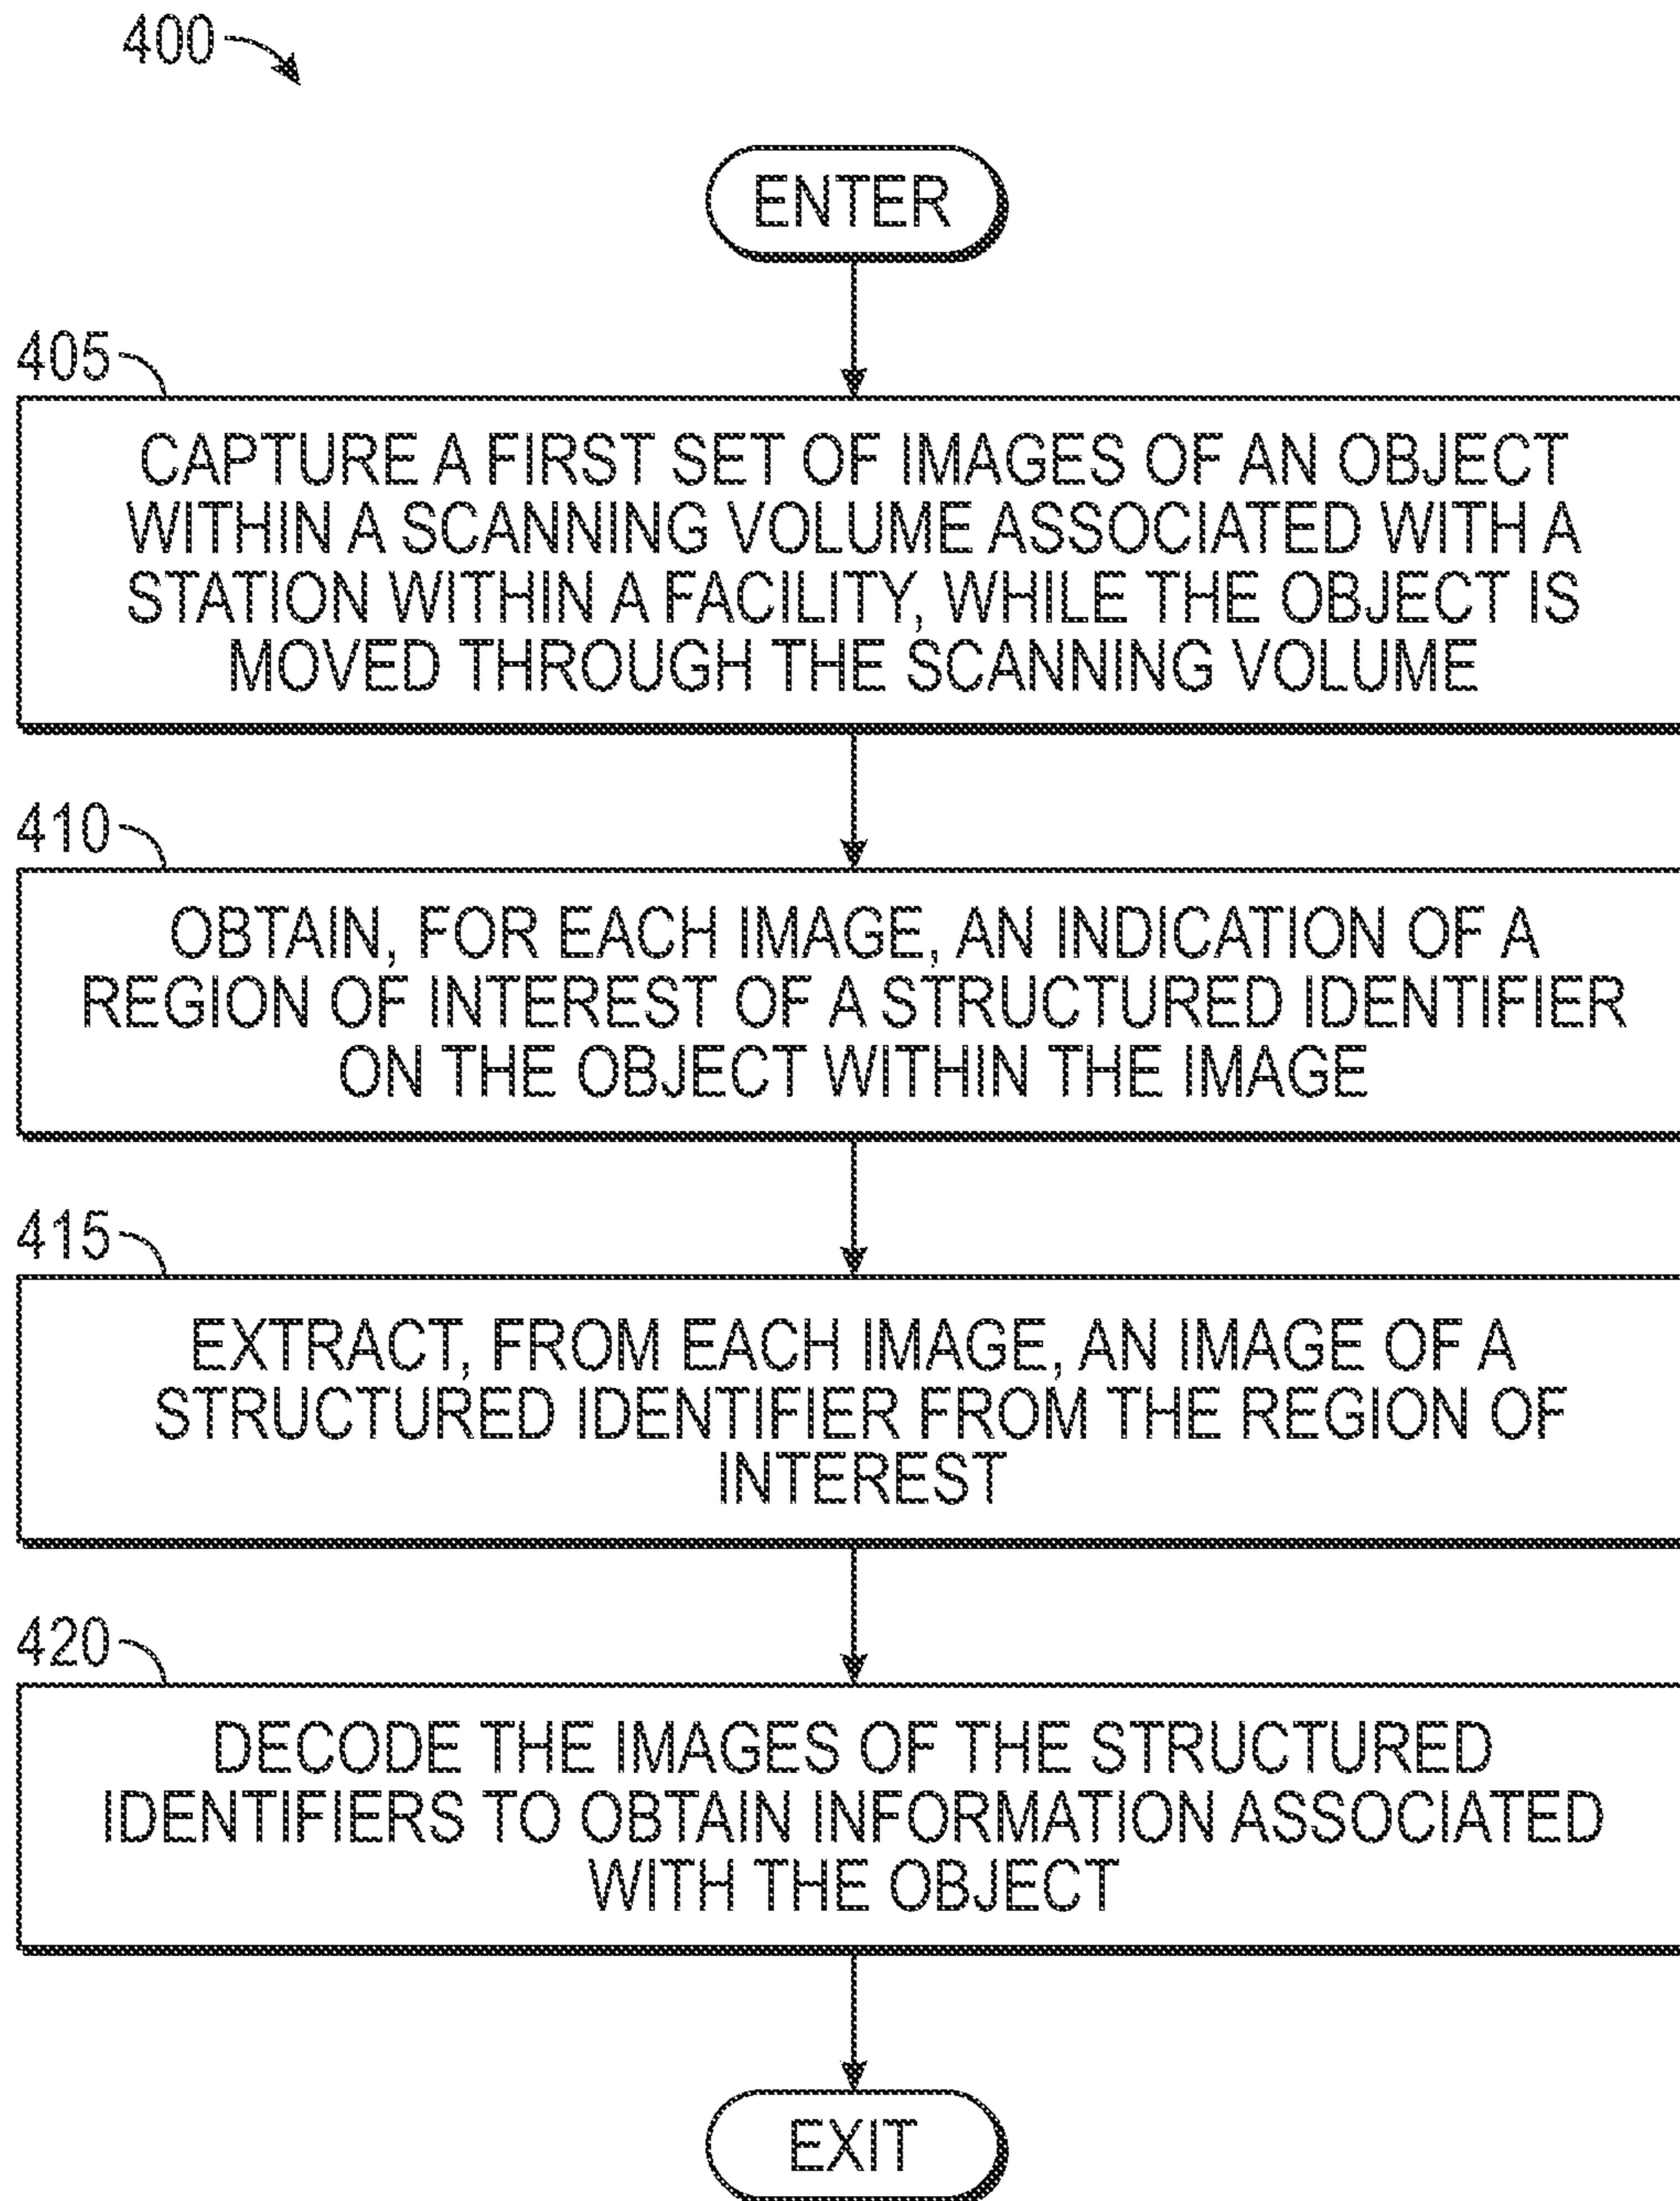 400
ENTER
405
CAPTURE A FIRST SET OF IMAGES OF AN OBJECT
WITHIN A SCANNING VOLUME ASSOCIATED WITH A
STATION WITHIN A FACILITY, WHILE THE OBJECT IS
MOVED THROUGH THE SCANNING VOLUME
410
OBTAIN, FOR EACH IMAGE, AN INDICATION OF A
REGION OF INTEREST OF A STRUCTURED IDENTIFIER
ON THE OBJECT WITHIN THE IMAGE
415
EXTRACT, FROM EACH IMAGE, AN IMAGE OF A
STRUCTURED IDENTIFIER FROM THE REGION OF
INTEREST
420
DECODE THE IMAGES OF THE STRUCTURED
IDENTIFIERS TO OBTAIN INFORMATION ASSOCIATED
WITH THE OBJECT
EXIT